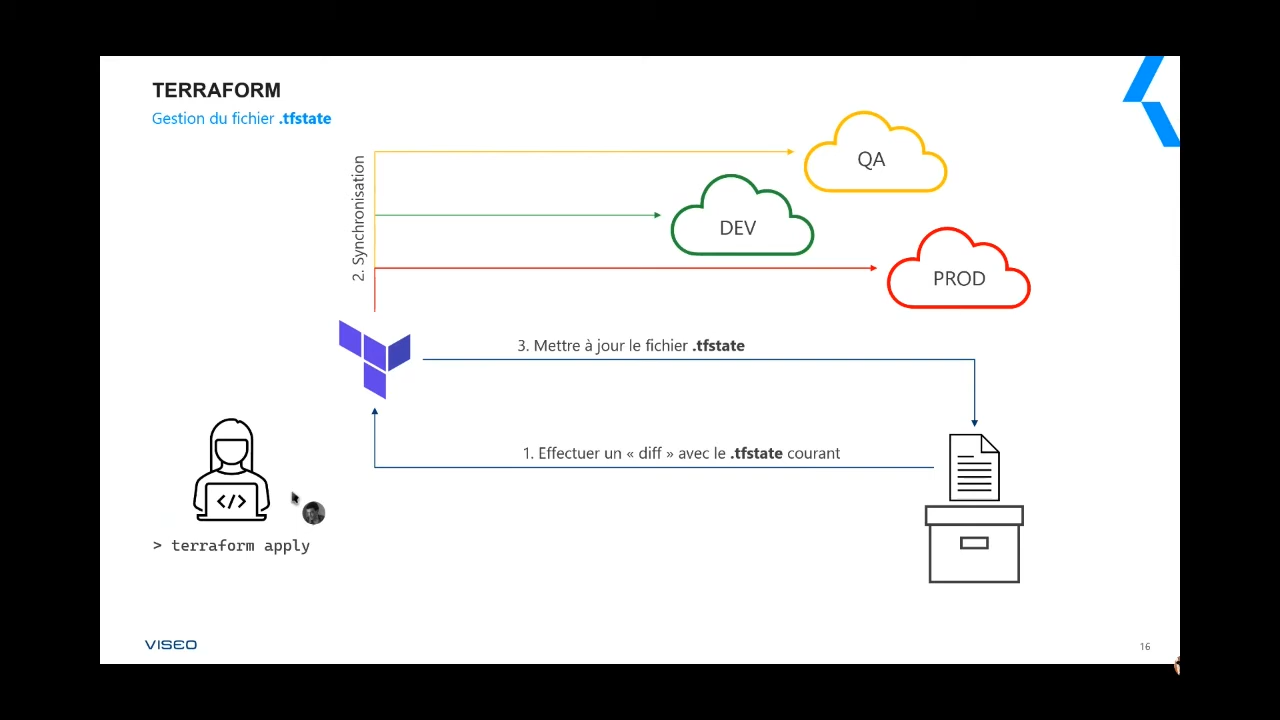 TERRAFORM
Gestion du fichier .tfstate
QA
2. Synchronisation
DEV
PROD
3. Mettre à jour le fichier .tfstate
1. Effectuer un « diff » avec le .tfstate courant
</>
> terraform apply
VISEO
16